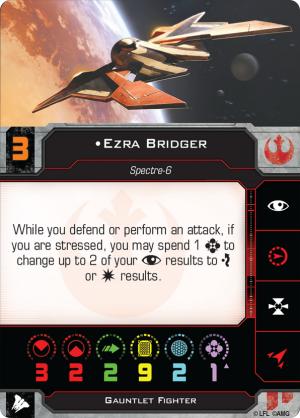 3
•Ezra Bridger
Spectre-6
While you defend or perform an attack, if
you are stressed, you may spend 1 to
change up to 2 of your results to
or results.
3 2 2 9 2 1
Gauntlet Fighter
© LFL ©AMG